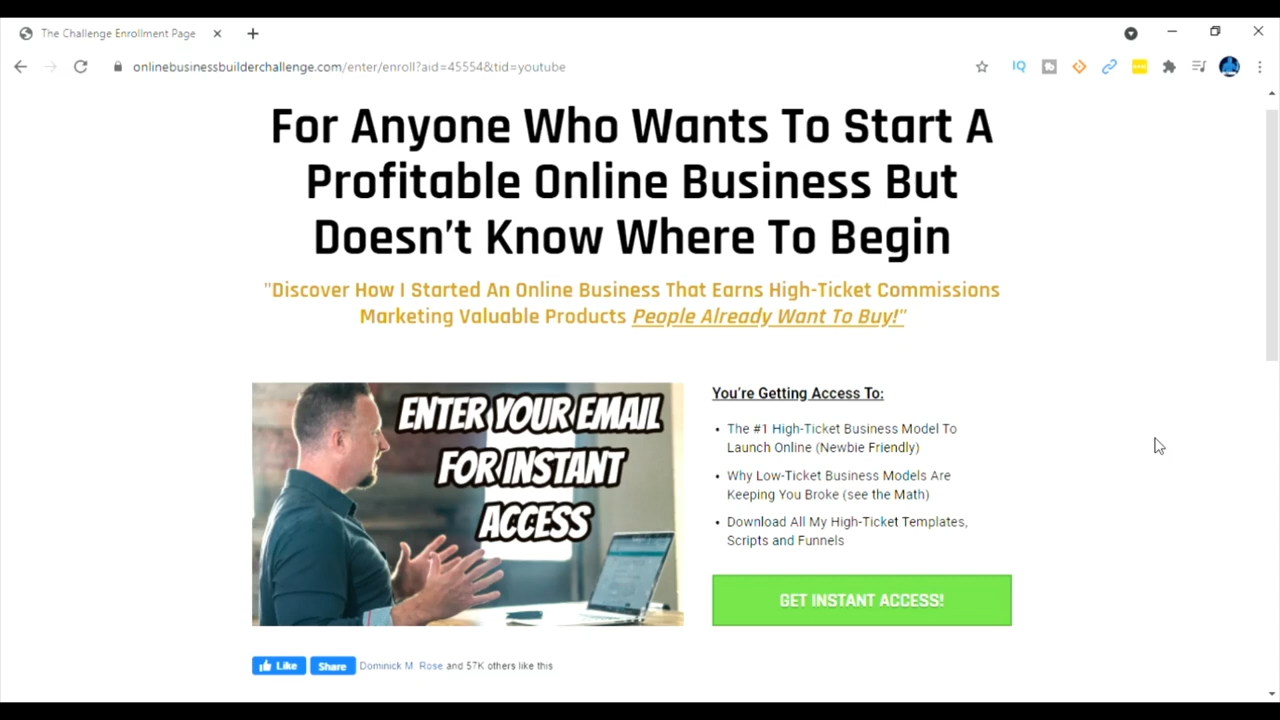 The Challenge Enrollment Page
onlinebusinessbuilderchallenge.com/enter/enroll?aid=45554&tid=youtube
IQ
For Anyone Who Wants To Start A
Profitable Online Business But
Doesn't Know Where To Begin
"Discover How I Started An Online Business That Earns High-Ticket Commissions
Marketing Valuable Products People Already Want To Buy!"
ENTER YOUR EMAIL
FOR INSTANT
ACCESS
You're Getting Access To:
• The #1 High-Ticket Business Model To
Launch Online (Newbie Friendly)
• Why Low-Ticket Business Models Are
Keeping You Broke (see the Math)
• Download All My High-Ticket Templates,
Scripts and Funnels
GET INSTANT ACCESS!
Like Share Dominick M. Rose and 57K others like this